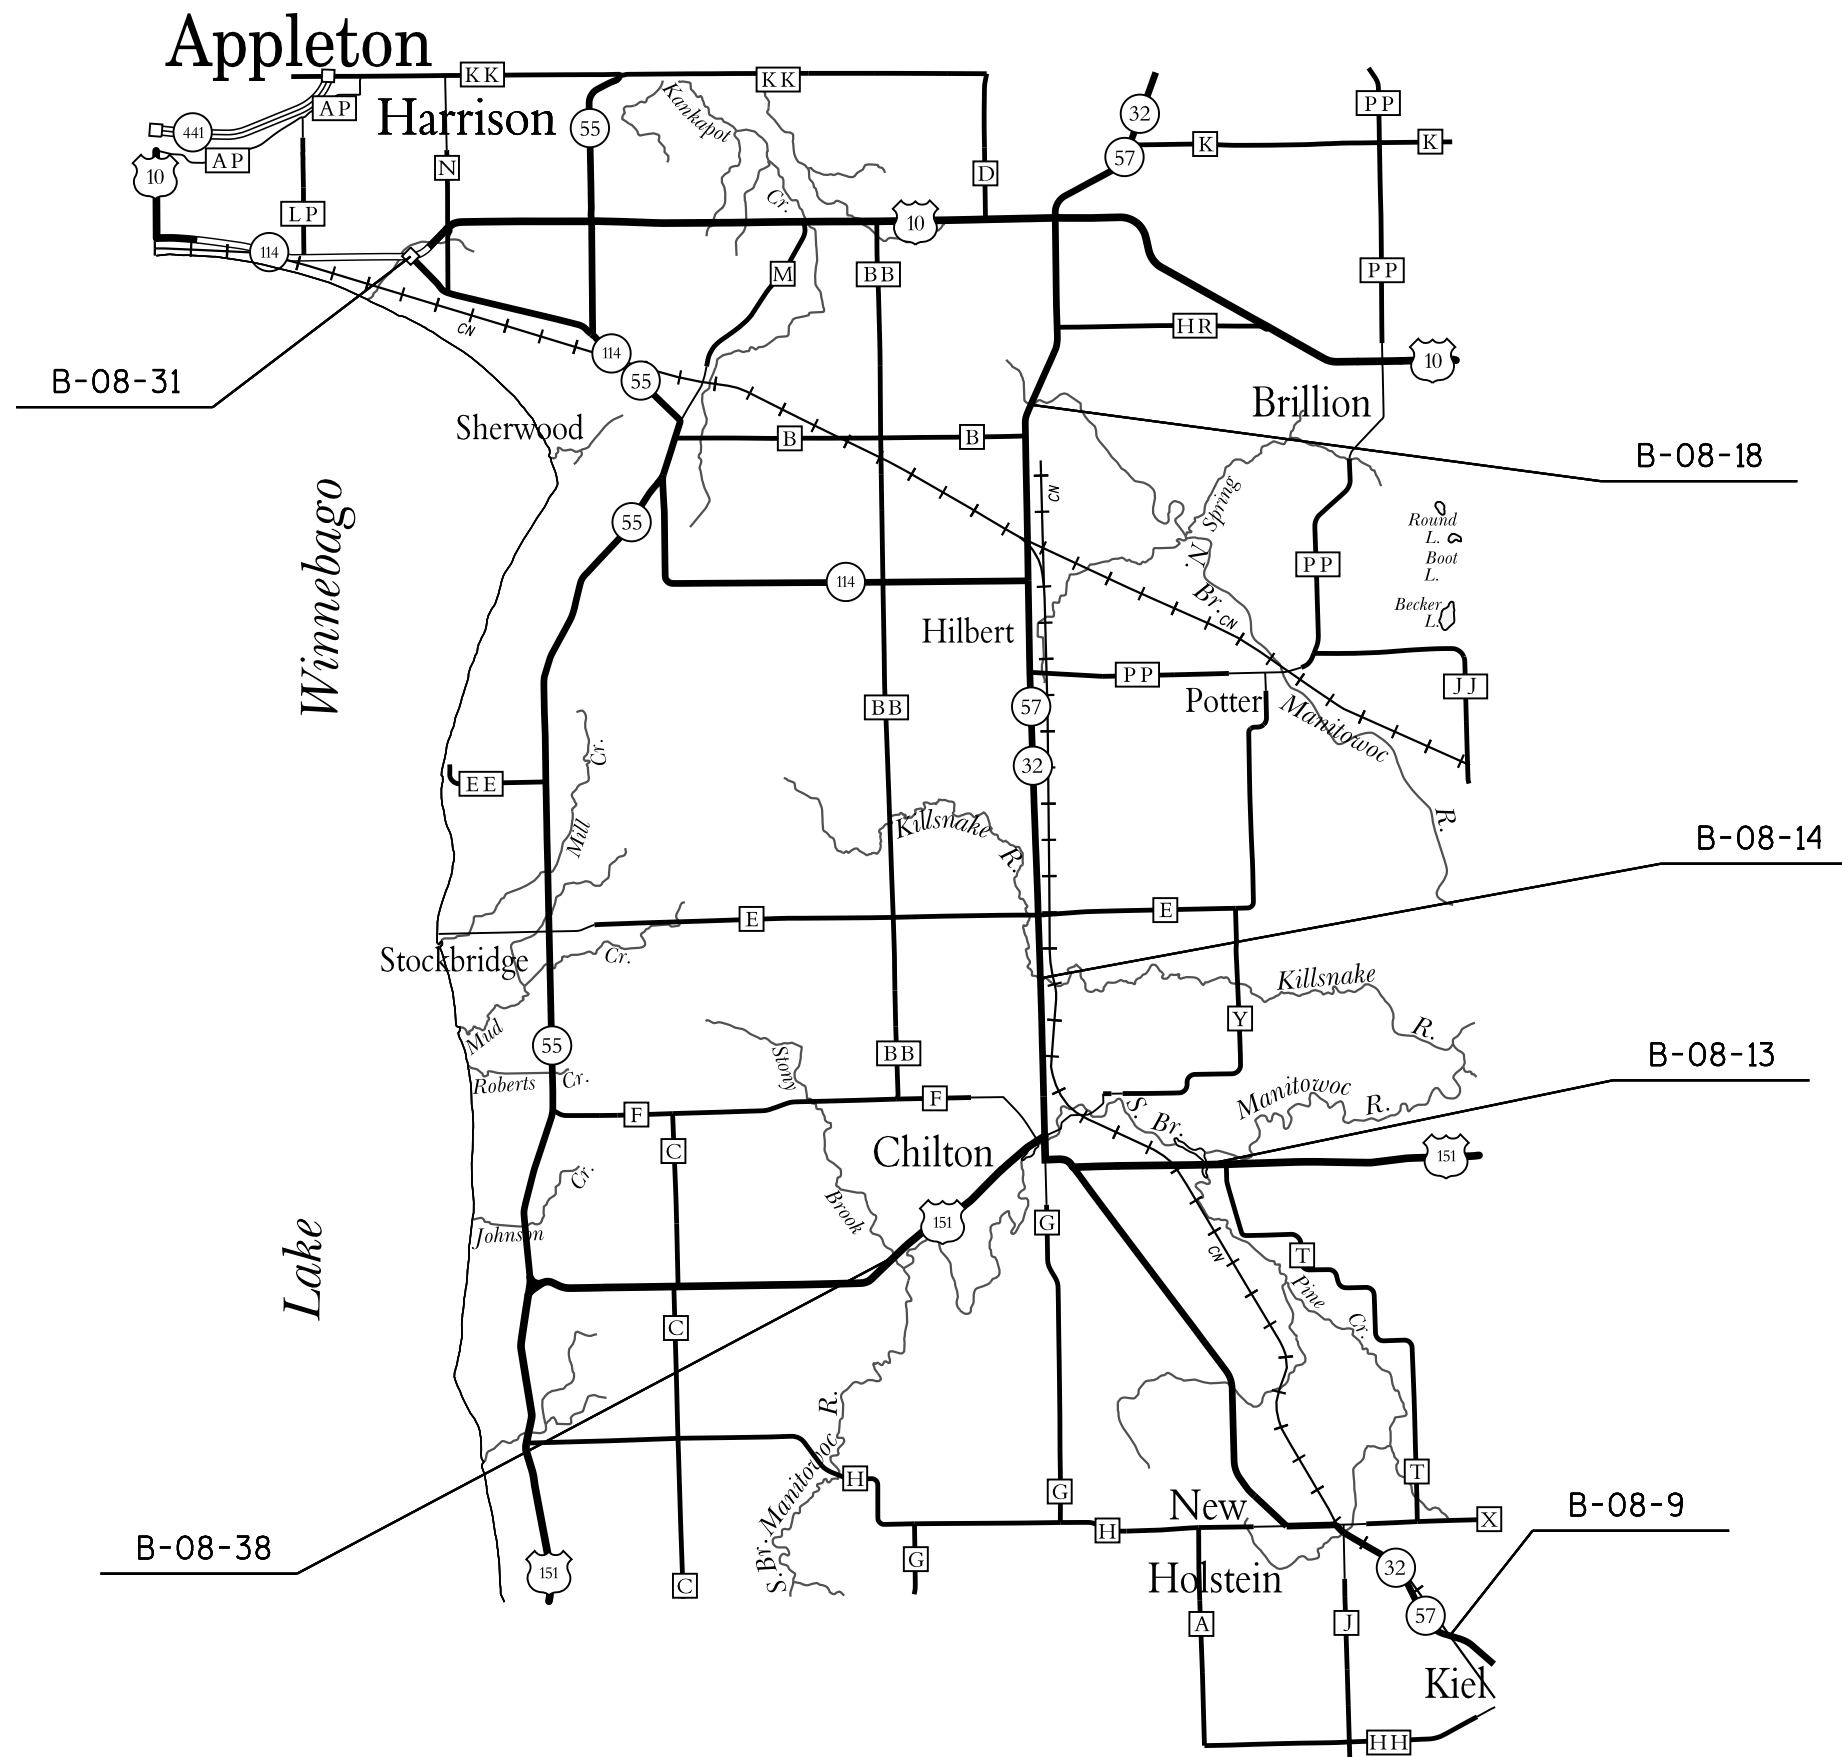 Appleton
KK
KK
AP
Harrison
32
PP
441
55
K
K
57
AP
10
N
D
Kankapot
LP
Cr.
10
114
M
BB
PP
CN
HR
114
10
B-08-31
55
Brillion
Sherwood
B
B
B-08-18
Winnebago
CN
Spring
55
Round
L.
Boot
L.
N.
PP
114
Br.
CN
Becker
L.
Hilbert
PP
JJ
Potter
BB
57
Manitowoc
Cr.
32
EE
R.
Mill
Killsnake
R.
B-08-14
E
E
Stockbridge
Cr.
Killsnake
Y
R.
Mud
55
BB
B-08-13
Stony
Roberts
Cr.
Manitowoc
R.
F
F
S. Br.
Chilton
C
151
Cr.
Brook
151
G
Johnson
CN
T
Lake
Pine
Cr.
C
R.
Manitowoc
H
T
G
New
B-08-9
S. Br.
H
X
B-08-38
G
Holstein
32
151
C
57
A
J
Kiel
HH